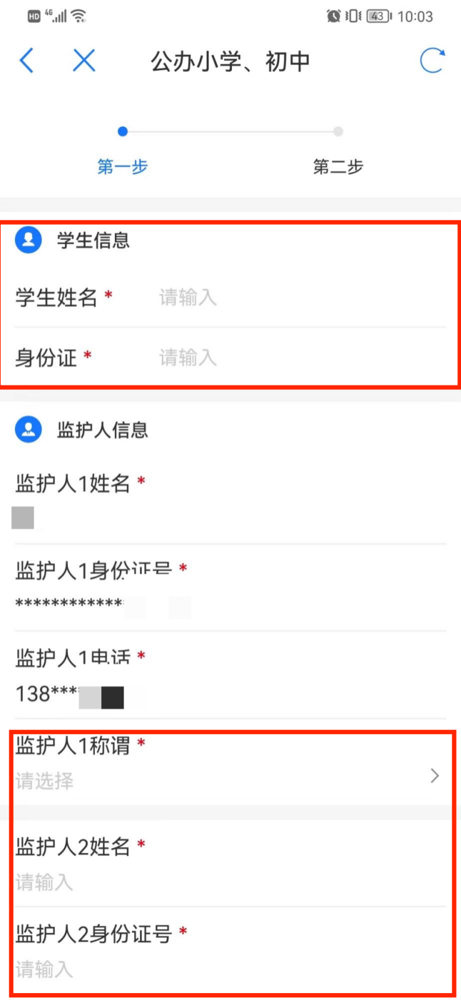 HD 4G 43 10:03
公办小学、初中
第一步 第二步
学生信息
学生姓名 * 请输入
身份证 * 请输入
监护人信息
监护人1姓名 *
监护人1身份证号 *
************
监护人1电话 *
138***
监护人1称谓 *
请选择
监护人2姓名 *
请输入
监护人2身份证号 *
请输入